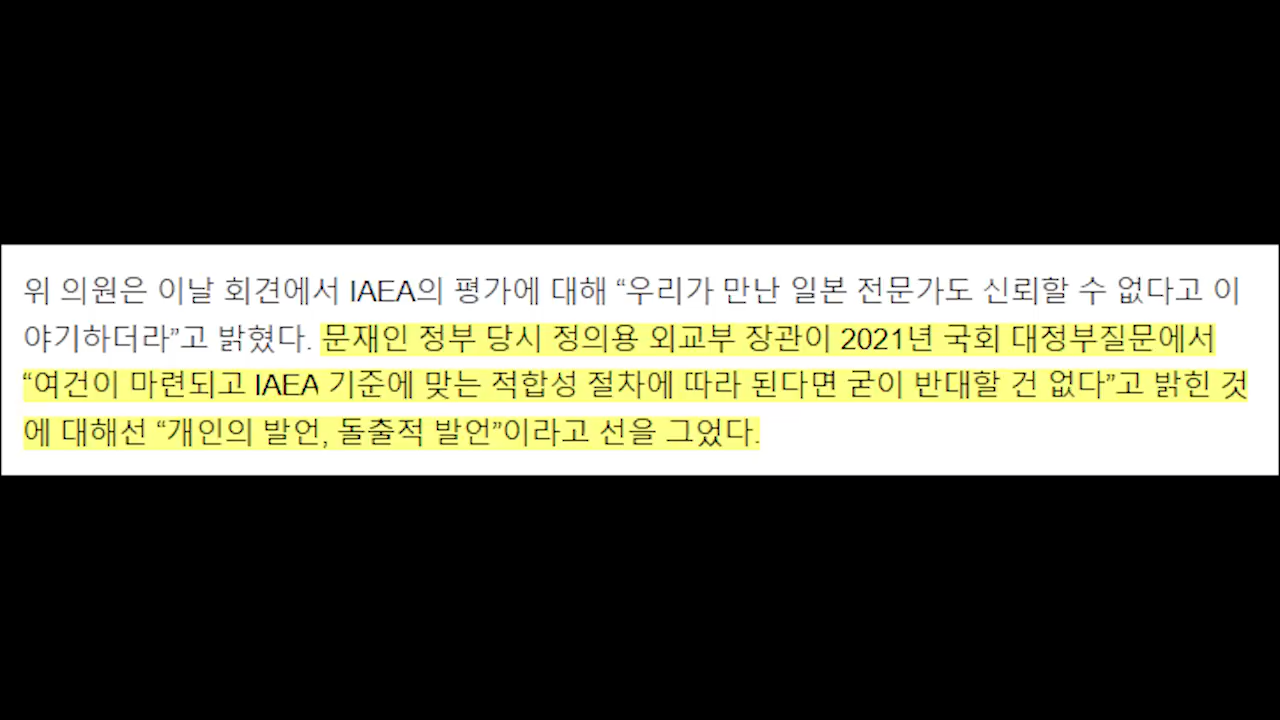 위 의원은 이날 회견에서 IAEA의 평가에 대해 “우리가 만난 일본 전문가도 신뢰할 수 없다고 이
야기하더라”고 밝혔다. 문재인 정부 당시 정의용 외교부 장관이 2021년 국회 대정부질문에서
“여건이 마련되고 IAEA 기준에 맞는 적합성 절차에 따라 된다면 굳이 반대할 건 없다”고 밝힌 것
에 대해선 “개인의 발언, 돌출적 발언”이라고 선을 그었다.